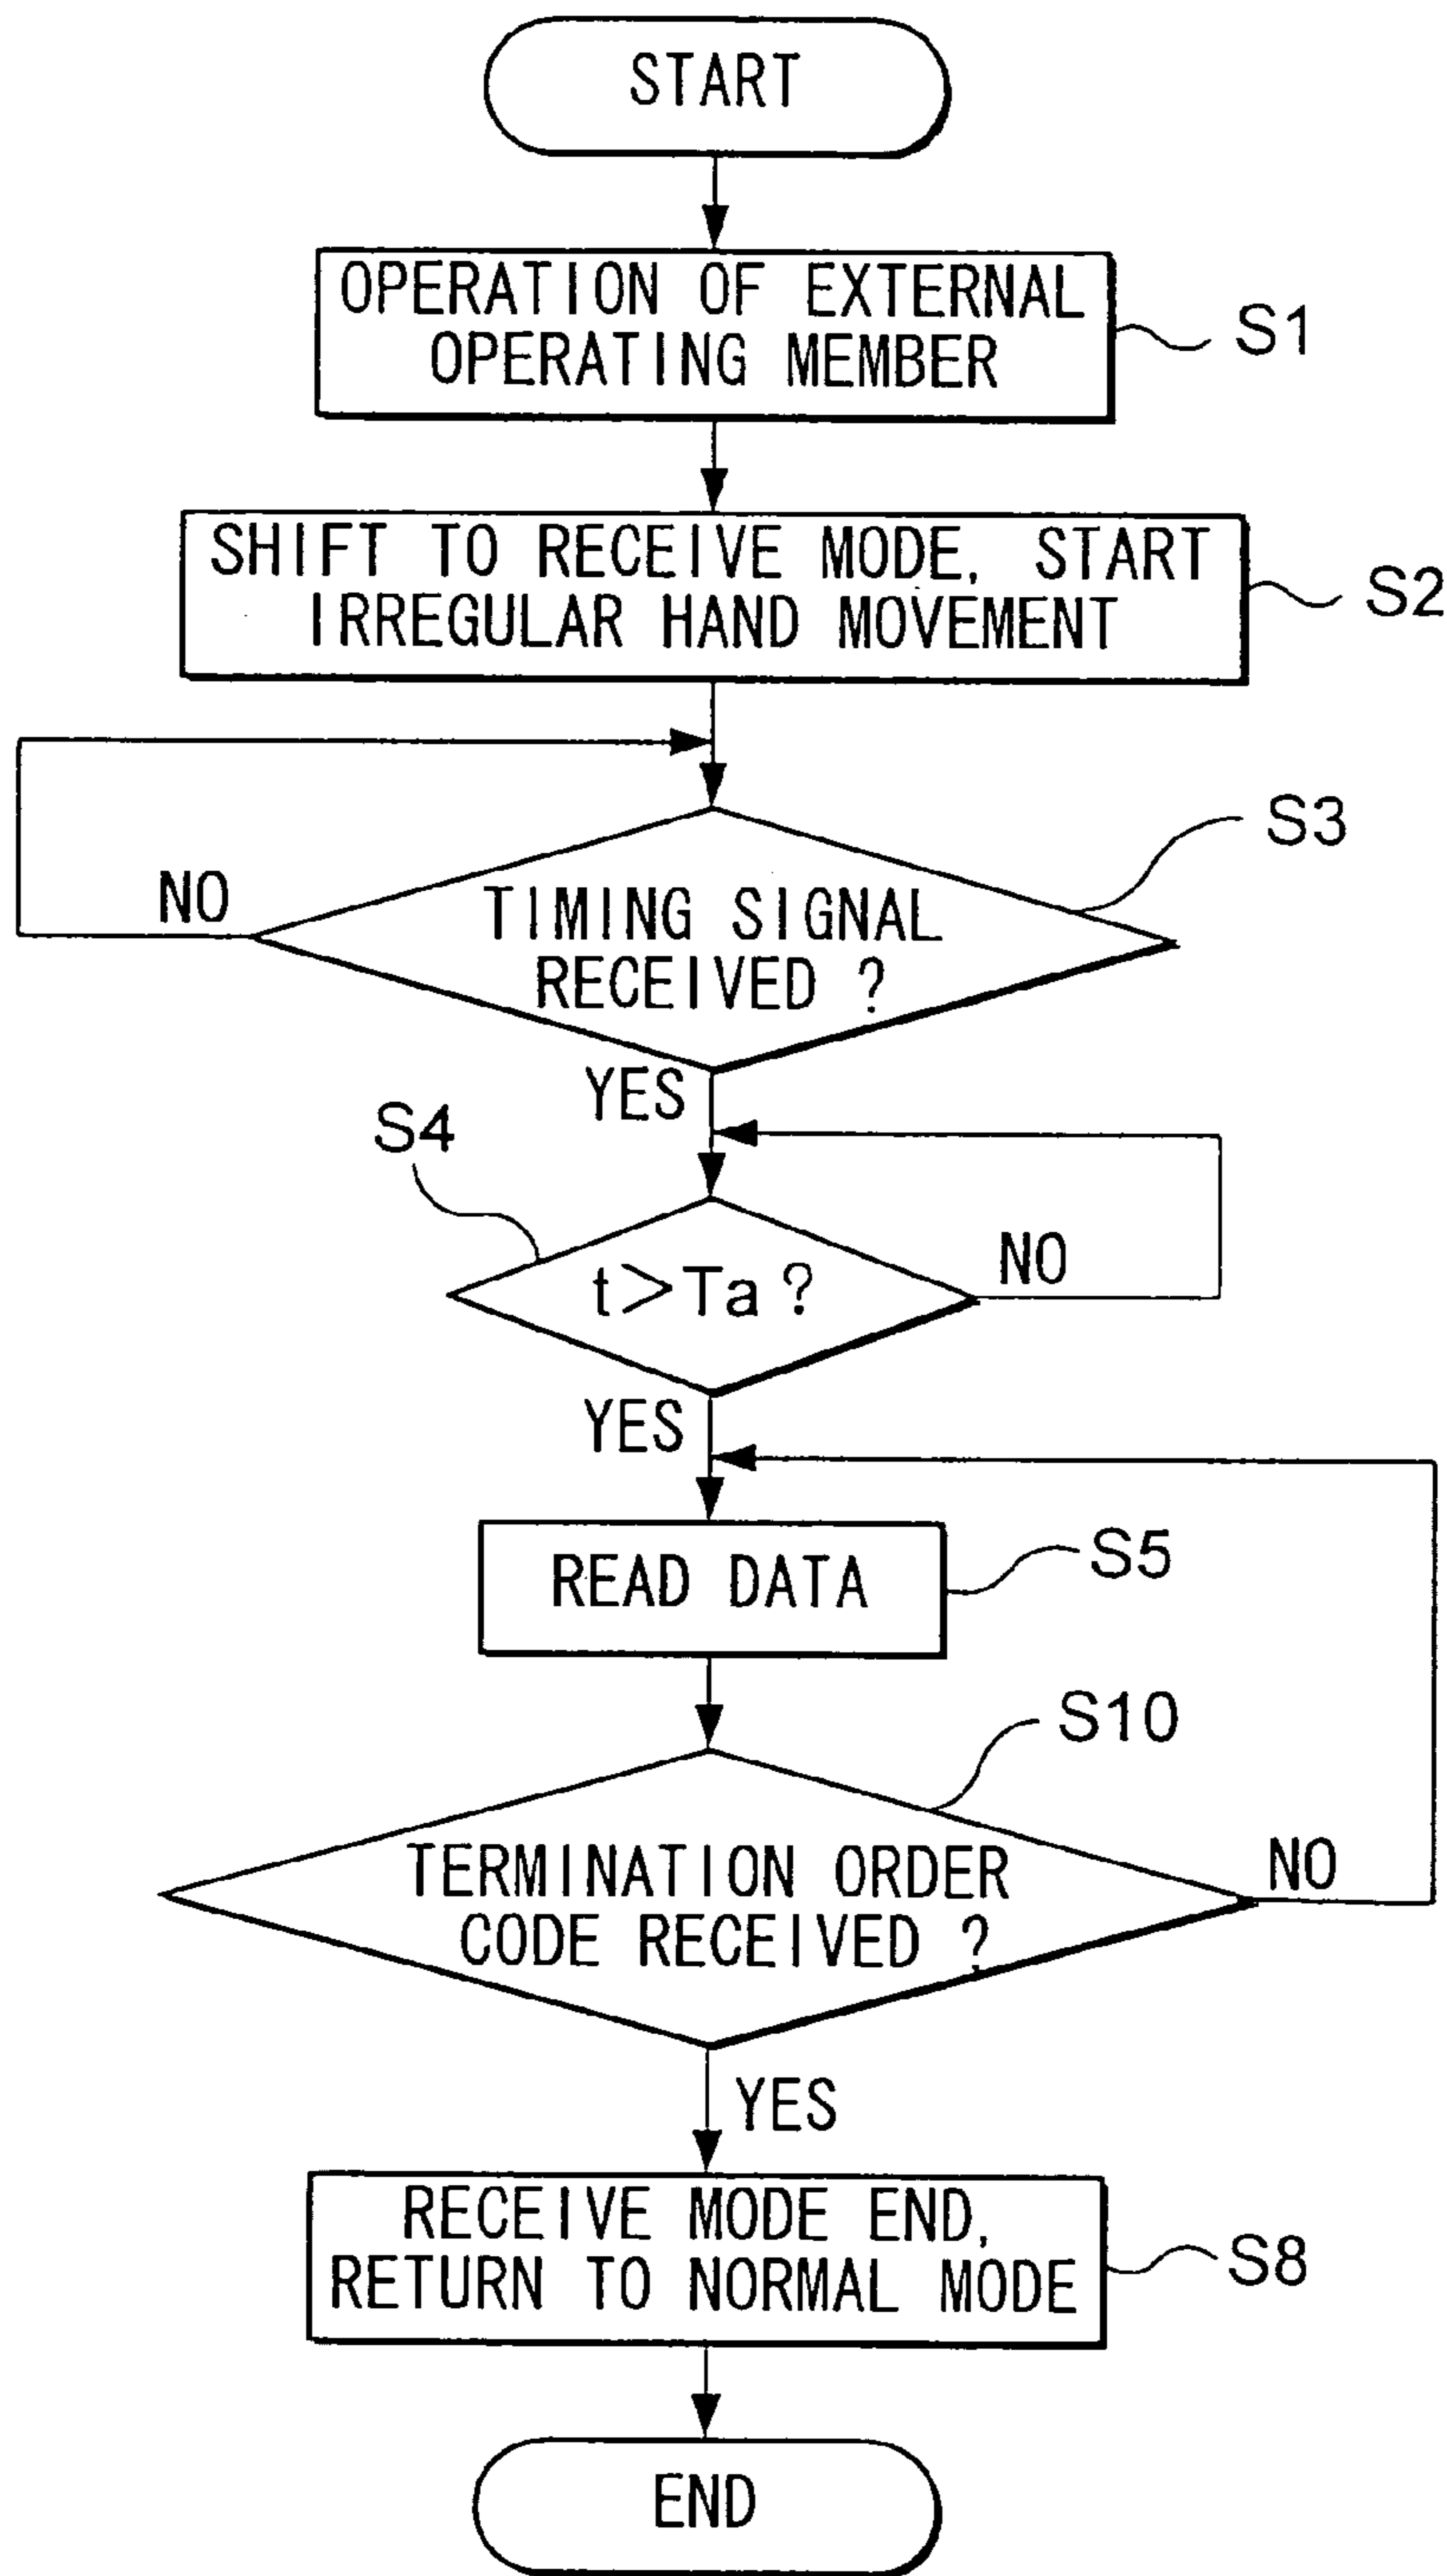 START
OPERATION OF EXTERNAL
OPERATING MEMBER
S1
SHIFT TO RECEIVE MODE, START
IRREGULAR HAND MOVEMENT
S2
S3
NO
TIMING SIGNAL
RECEIVED ?
YES
S4
t>Ta ?
NO
YES
READ DATA
S5
S10
TERMINATION ORDER
CODE RECEIVED ?
NO
YES
RECEIVE MODE END,
RETURN TO NORMAL MODE
S8
END